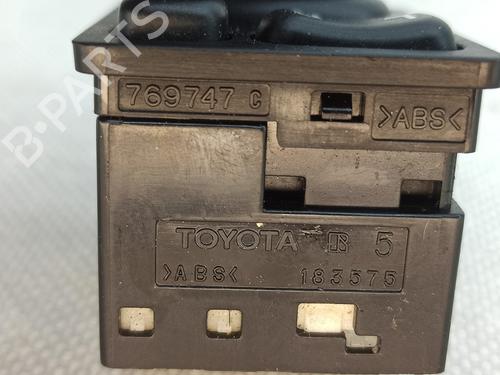 769747 C
>ABS<
TOYOTA R 5
>ABS<
183575
B-PARTS